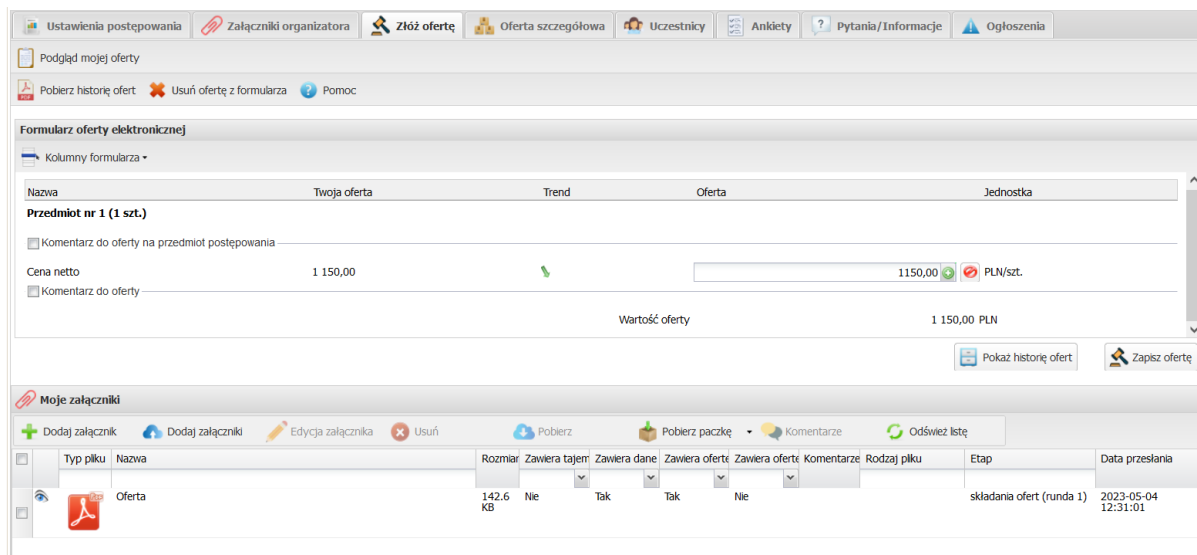 Ustawienia postępowania Załączniki organizatora Złóż ofertę Oferta szczegółowa Uczestnicy Ankiety Pytania/Informacje Ogłoszenia
Podgląd mojej oferty
Pobierz historię ofert Usuń ofertę z formularza Pomoc
Formularz oferty elektronicznej
Kolumny formularza
Nazwa Twoja oferta Trend Oferta Jednostka
Przedmiot nr 1 (1 szt.)
Komentarz do oferty na przedmiot postępowania
Cena netto 1 150,00 1150,00 PLN/szt.
Komentarz do oferty
Wartość oferty 1 150,00 PLN
Pokaż historię ofert Zapisz ofertę
Moje załączniki
Dodaj załącznik Dodaj załączniki Edycja załącznika Usuń Pobierz Pobierz paczkę Komentarze Odśwież listę
Typ pliku Nazwa Rozmiar Zawiera tajem Zawiera dane Zawiera oferte Zawiera oferte Komentarze Rodzaj pliku Etap Data przesłania
Oferta 142.6 KB Nie Tak Tak Nie składania ofert (runda 1) 2023-05-04 12:31:01